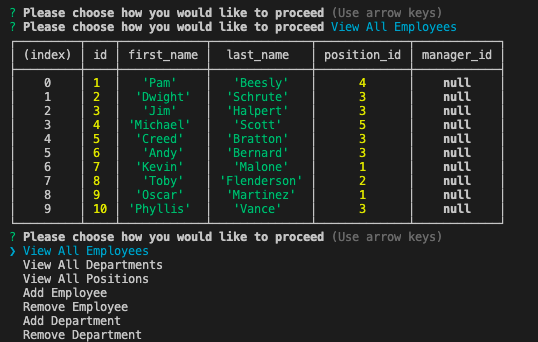 ? Please choose how you would like to proceed (Use arrow keys)
? Please choose how you would like to proceed View All Employees
(index) id first_name last_name position_id manager_id
0 1 'Pam' 'Beesly' 4 null
1 2 'Dwight' 'Schrute' 3 null
2 3 'Jim' 'Halpert' 3 null
3 4 'Michael' 'Scott' 5 null
4 5 'Creed' 'Bratton' 3 null
5 6 'Andy' 'Bernard' 3 null
6 7 'Kevin' 'Malone' 1 null
7 8 'Toby' 'Flenderson' 2 null
8 9 'Oscar' 'Martinez' 1 null
9 10 'Phyllis' 'Vance' 3 null
? Please choose how you would like to proceed (Use arrow keys)
❯ View All Employees
View All Departments
View All Positions
Add Employee
Remove Employee
Add Department
Remove Department